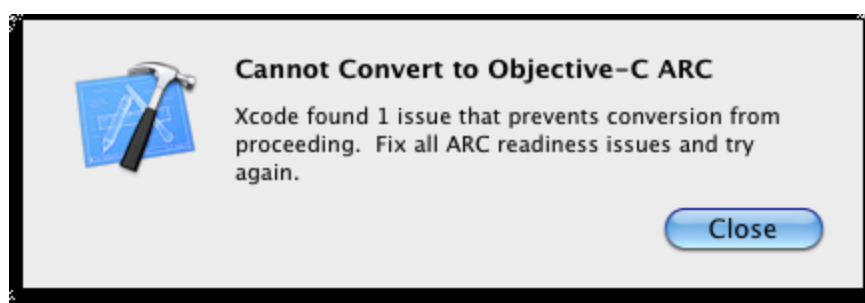 Cannot Convert to Objective-C ARC
Xcode found 1 issue that prevents conversion from
proceeding.  Fix all ARC readiness issues and try
again.
Close